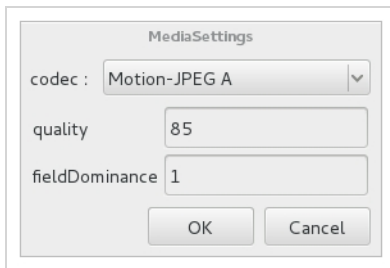 MediaSettings
codec : Motion-JPEG A
quality 85
fieldDominance 1
OK Cancel